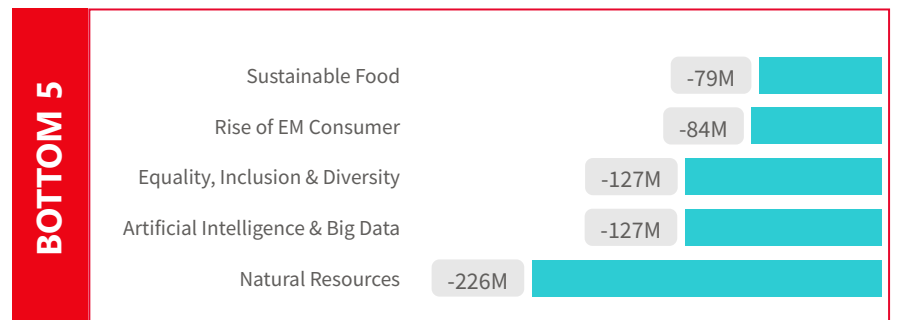 BOTTOM 5
Sustainable Food -79M
Rise of EM Consumer -84M
Equality, Inclusion & Diversity -127M
Artificial Intelligence & Big Data -127M
Natural Resources -226M